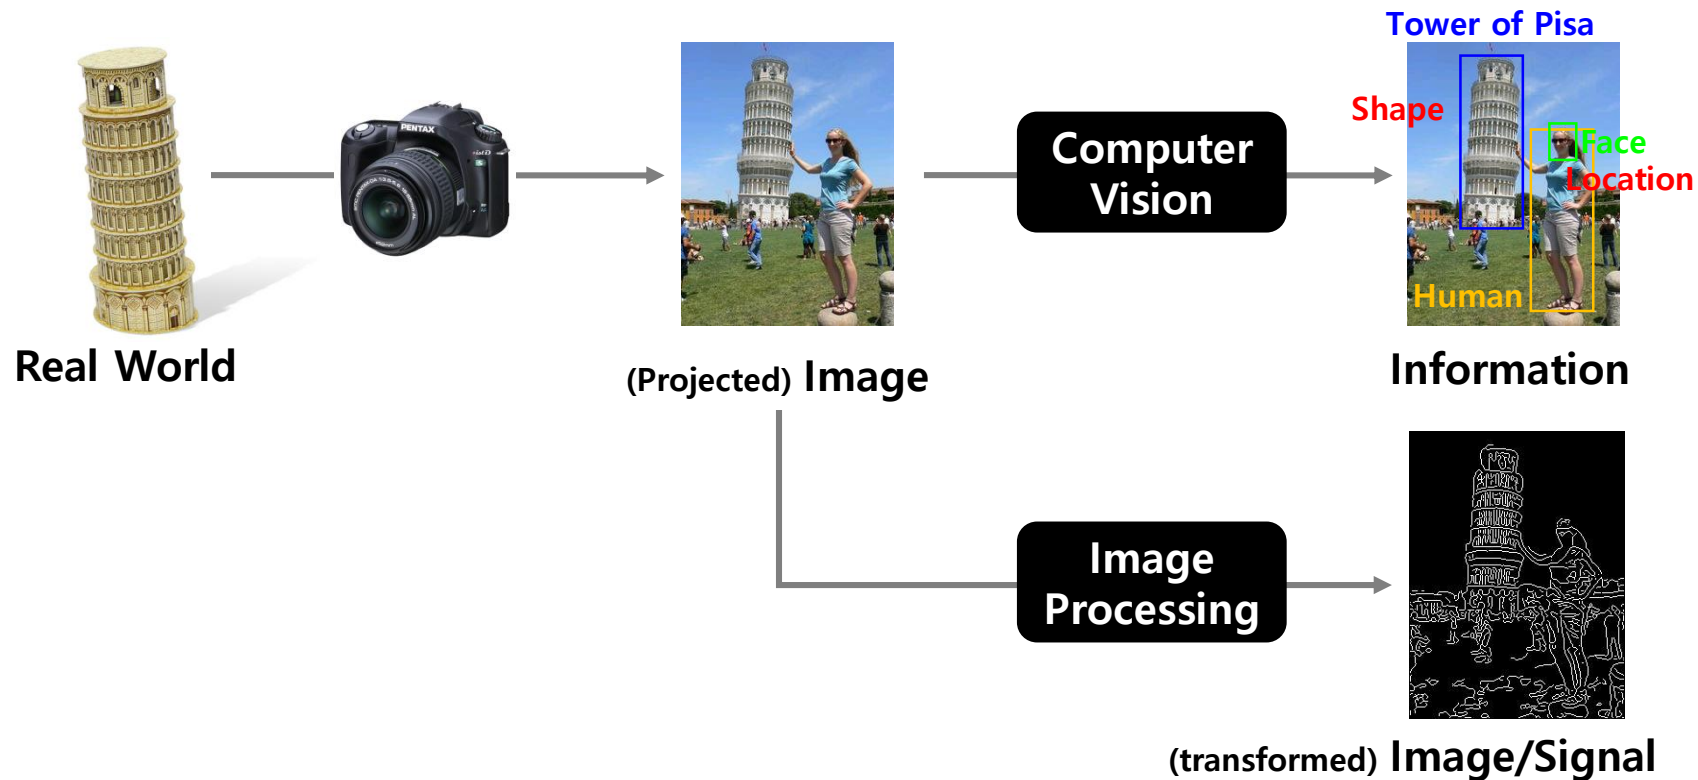 Tower of Pisa
Shape
Face
Location
Human
PENTAX
Computer
Vision
Real World
(Projected) Image
Information
Image
Processing
(transformed) Image/Signal